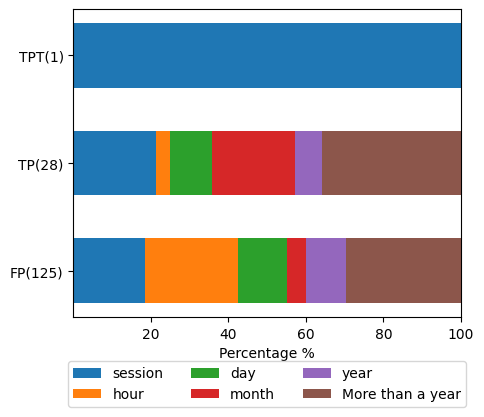 TPT(1)
TP(28)
FP(125)
20 40 60 80 100
Percentage %
session day year
hour month More than a year